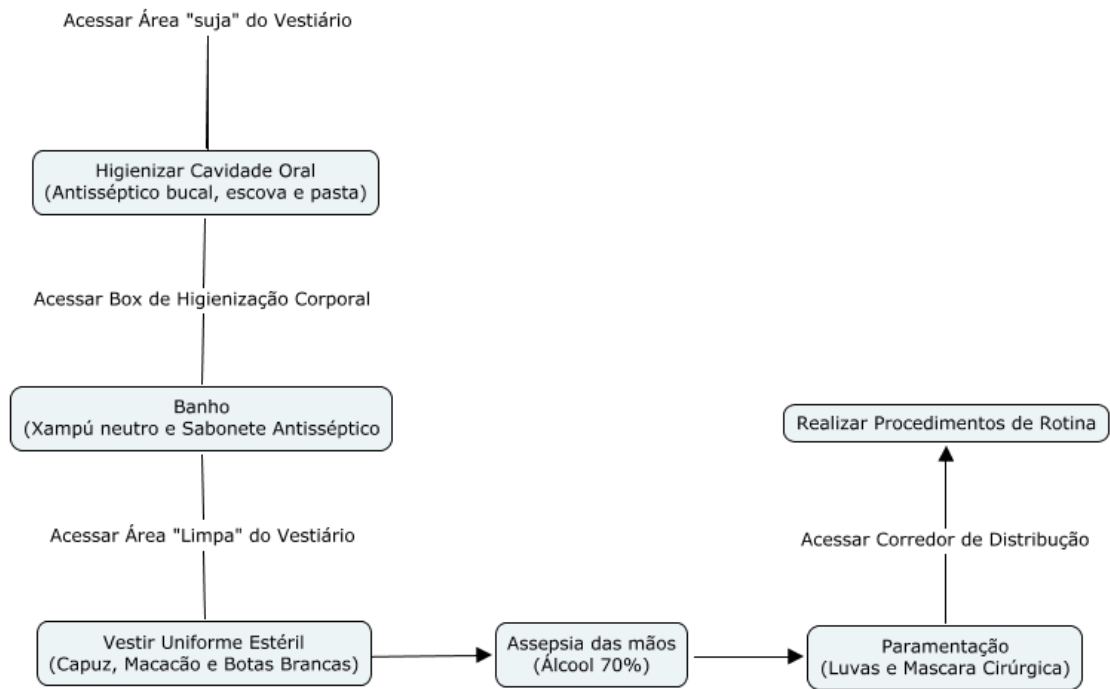 Acessar Área "suja" do Vestiário
Higienizar Cavidade Oral
(Antisséptico bucal, escova e pasta)
Acessar Box de Higienização Corporal
Banho
(Xampú neutro e Sabonete Antisséptico
Acessar Área "Limpa" do Vestiário
Vestir Uniforme Estéril
(Capuz, Macacão e Botas Brancas)
Assepsia das mãos
(Álcool 70%)
Paramentação
(Luvas e Mascara Cirúrgica)
Acessar Corredor de Distribução
Realizar Procedimentos de Rotina